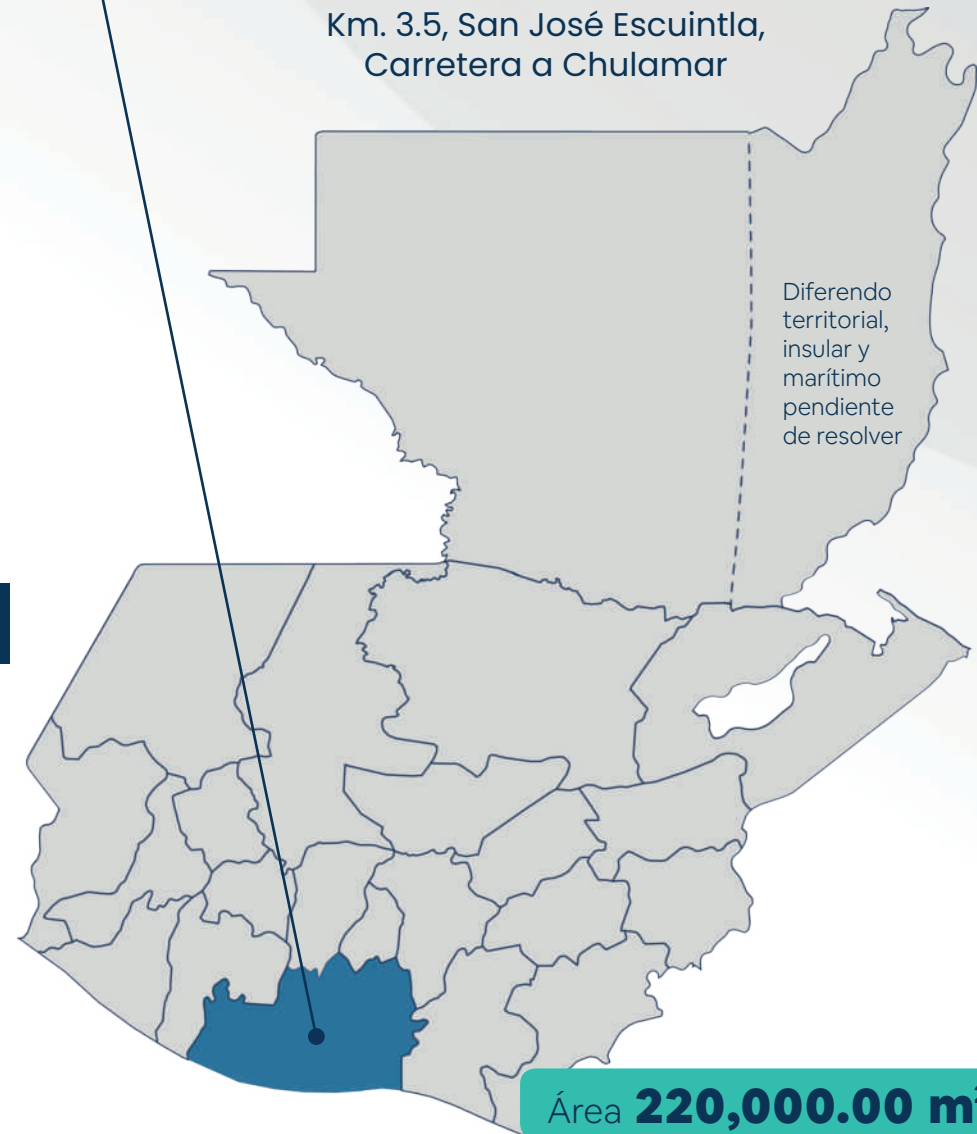 Km. 3.5, San José Escuintla,
Carretera a Chulamar
Diferendo
territorial,
insular y
marítimo
pendiente
de resolver
Área 220,000.00 m²